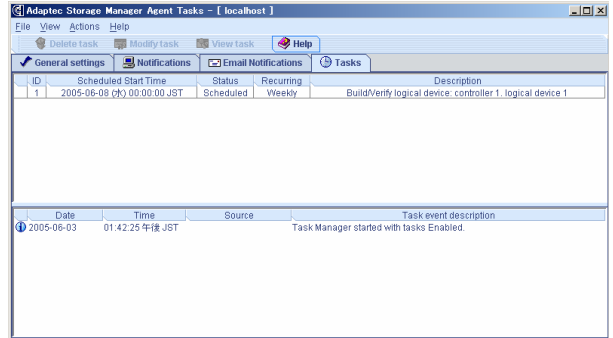 Adaptec Storage Manager Agent Tasks - [ localhost ]
File View Actions Help
Delete task Modify task View task Help
General settings Notifications Email Notifications Tasks
ID Scheduled Start Time Status Recurring Description
1 2005-06-08 (水) 00:00:00 JST Scheduled Weekly Build/Verify logical device: controller 1. logical device 1
Date Time Source Task event description
2005-06-03 01:42:25 午後 JST Task Manager started with tasks Enabled.